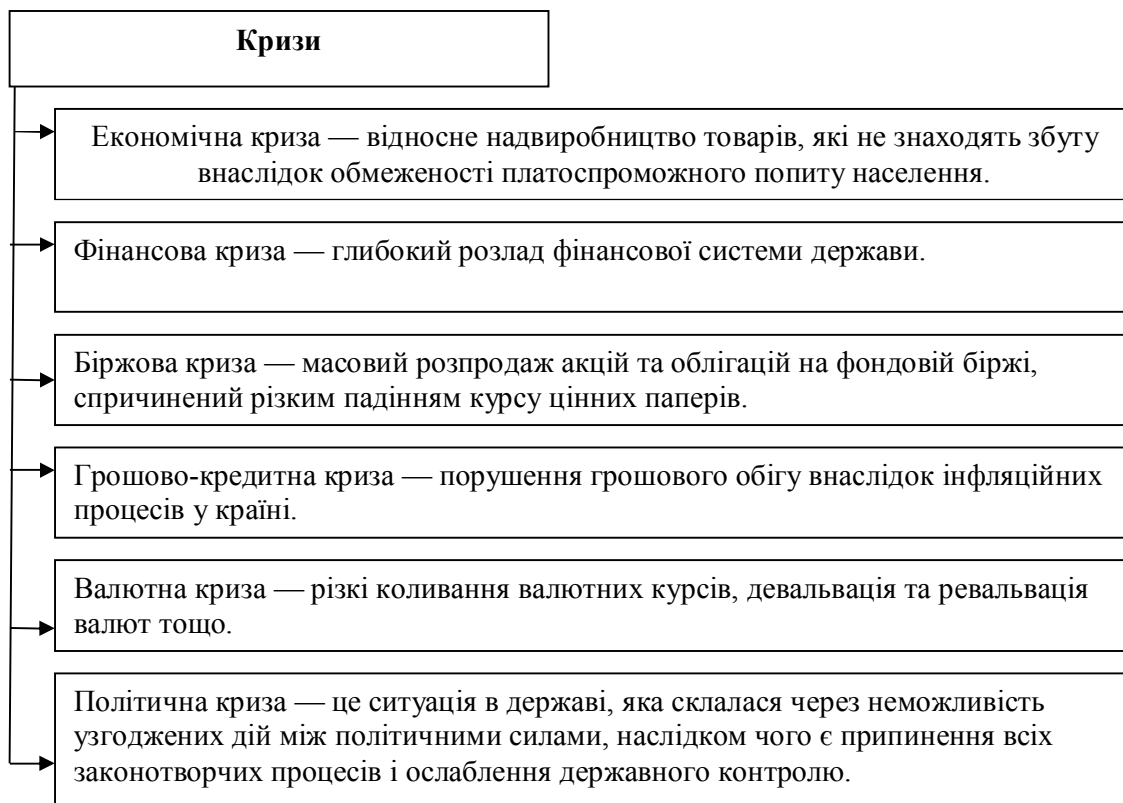 Кризи
Економічна криза — відносне надвиробництво товарів, які не знаходять збуту
внаслідок обмеженості платоспроможного попиту населення.
Фінансова криза — глибокий розлад фінансової системи держави.
Біржова криза — масовий розпродаж акцій та облігацій на фондовій біржі,
спричинений різким падінням курсу цінних паперів.
Грошово-кредитна криза — порушення грошового обігу внаслідок інфляційних
процесів у країні.
Валютна криза — різкі коливання валютних курсів, девальвація та ревальвація
валют тощо.
Політична криза — це ситуація в державі, яка склалася через неможливість
узгоджених дій між політичними силами, наслідком чого є припинення всіх
законотворчих процесів і ослаблення державного контролю.